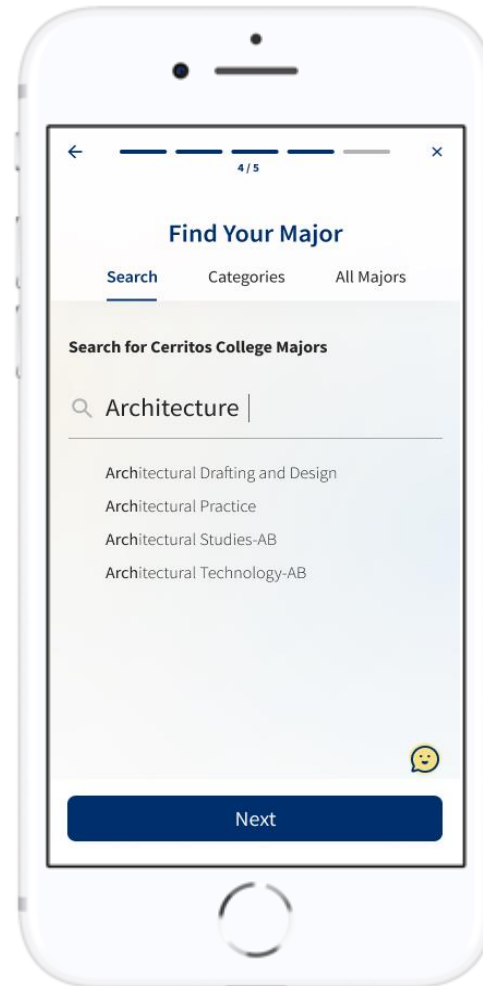 4 / 5
Find Your Major
Search Categories All Majors
Search for Cerritos College Majors
Architecture
Architectural Drafting and Design
Architectural Practice
Architectural Studies-AB
Architectural Technology-AB
Next